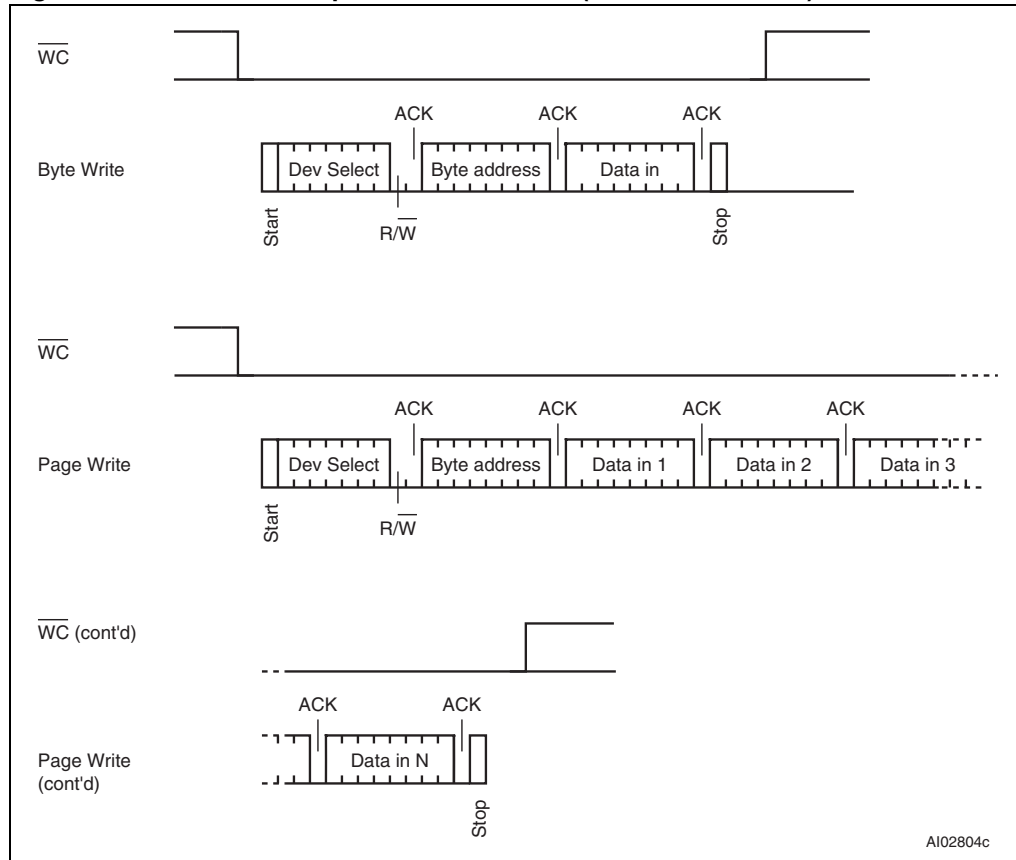 WC
ACK ACK ACK
Byte Write
Dev Select Byte address Data in
Start R/W Stop
WC
ACK ACK ACK ACK
Page Write
Dev Select Byte address Data in 1 Data in 2 Data in 3
Start R/W
WC (cont'd)
ACK ACK
Page Write
(cont'd)
Data in N
Stop
AI02804c